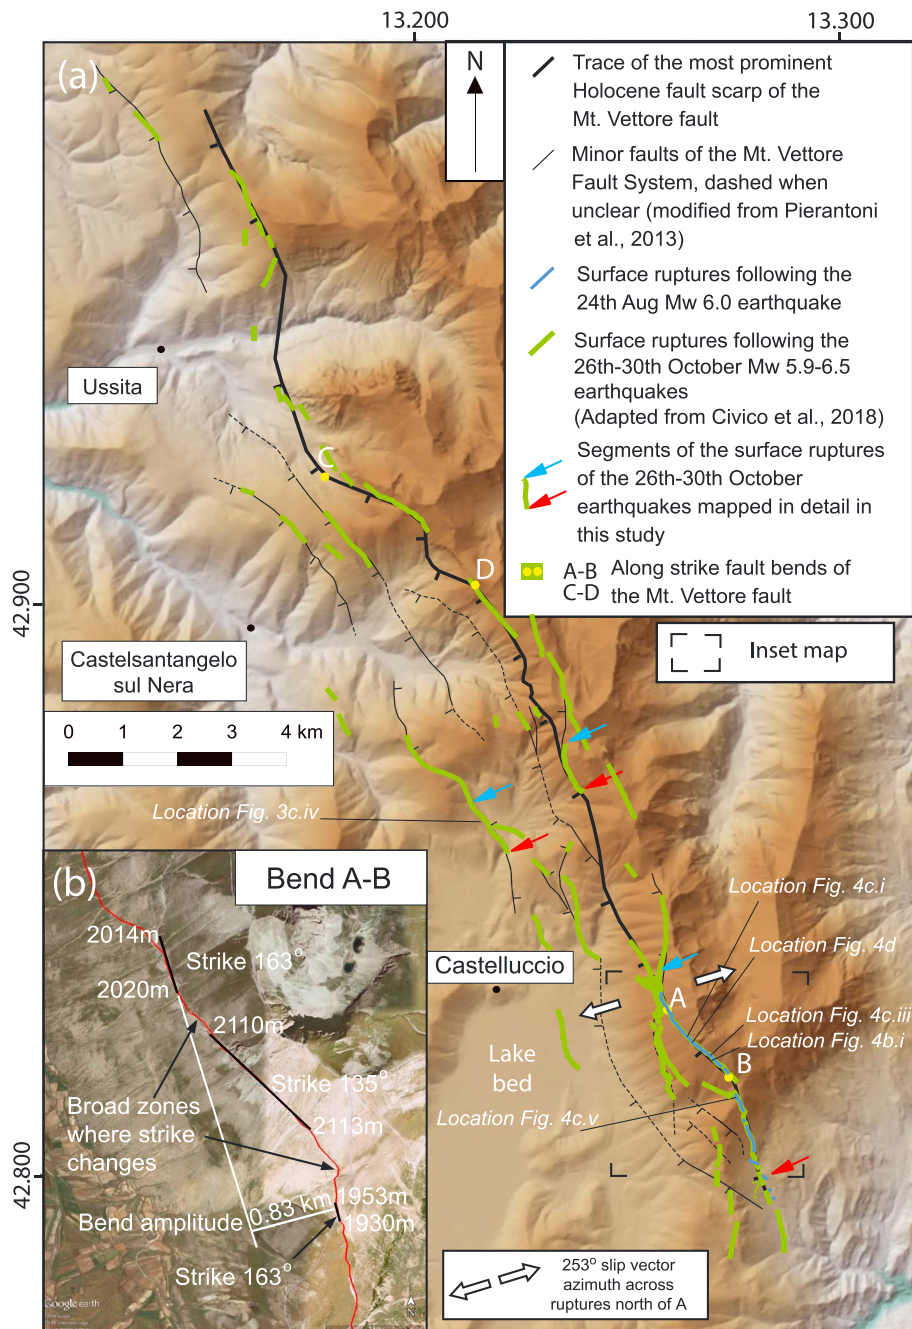 13.200
13.300
(a)
N
Trace of the most prominent
Holocene fault scarp of the
Mt. Vettore fault
Minor faults of the Mt. Vettore
Fault System, dashed when
unclear (modified from Pierantoni
et al., 2013)
Surface ruptures following the
24th Aug Mw 6.0 earthquake
Surface ruptures following the
26th-30th October Mw 5.9-6.5
earthquakes
(Adapted from Civico et al., 2018)
Segments of the surface ruptures
of the 26th-30th October
earthquakes mapped in detail in
this study
A-B
C-D
Along strike fault bends of
the Mt. Vettore fault
Inset map
Ussita
C
D
42.900
Castelsantangelo
sul Nera
0 1 2 3 4 km
Location Fig. 3c.iv
Location Fig. 4c.i
Location Fig. 4d
Castelluccio
A
Location Fig. 4c.iii
Location Fig. 4b.i
B
Lake
bed
Location Fig. 4c.v
42.800
253° slip vector
azimuth across
ruptures north of A
(b)
Bend A-B
2014m
Strike 163°
2020m
2110m
Strike 135°
Broad zones
where strike
changes
2113m
0.83 km
1953m
Bend amplitude
1930m
Strike 163°
Google earth
N